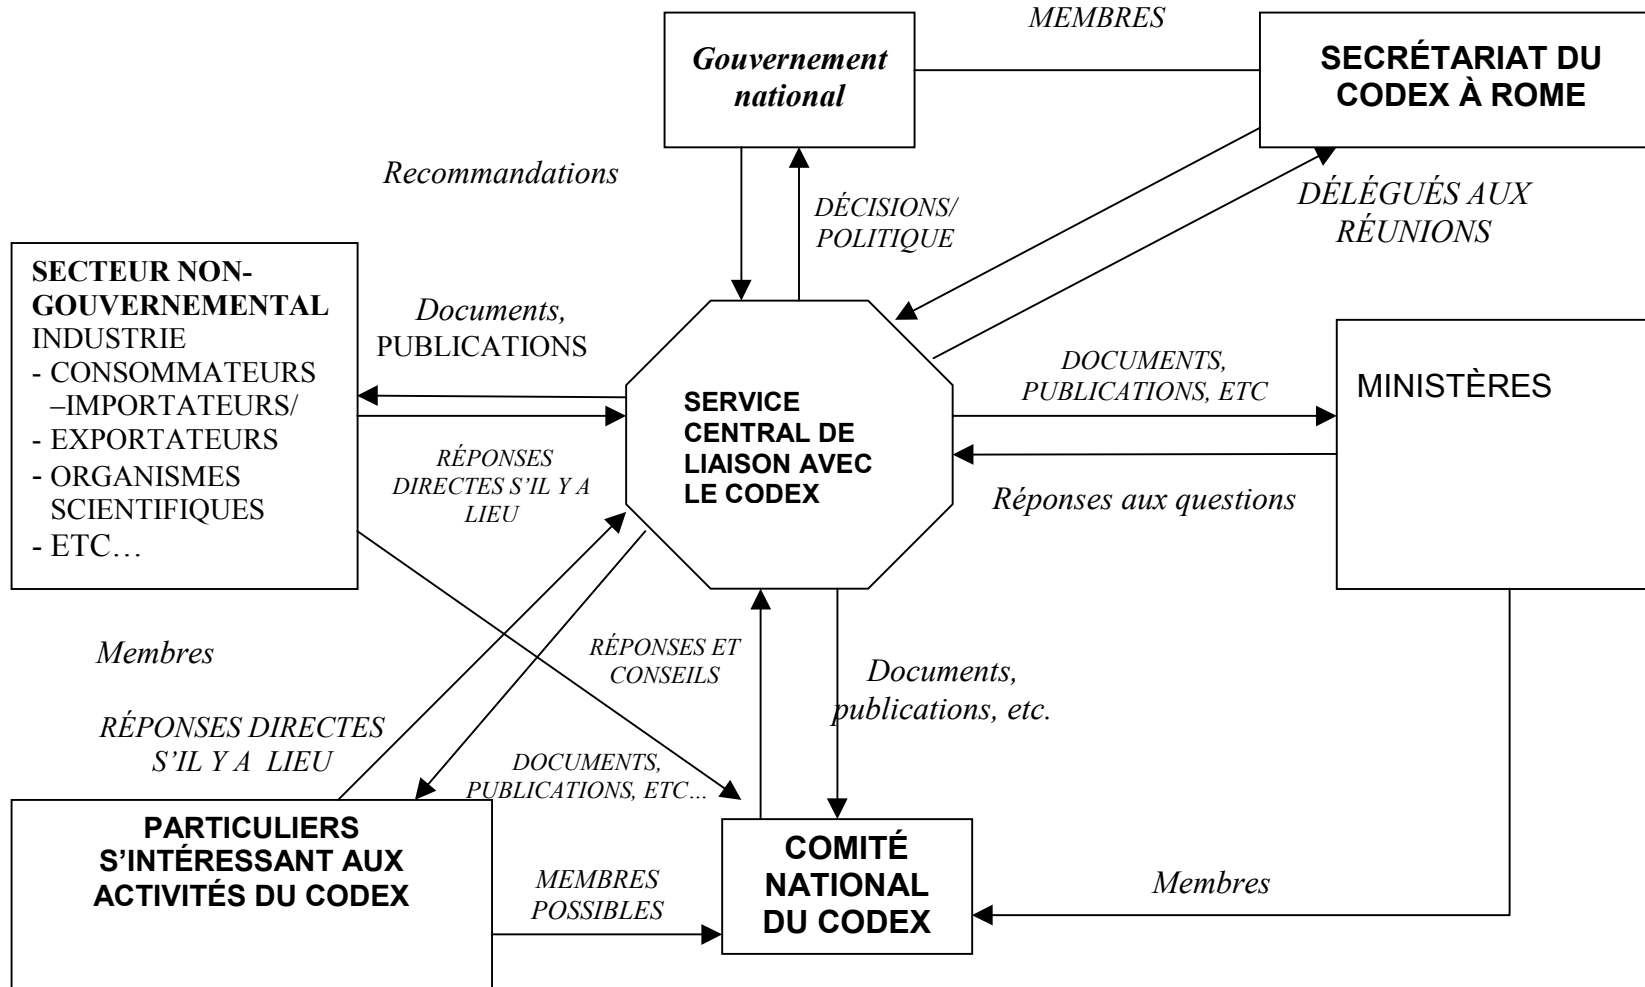 MEMBRES
Gouvernement
national
SECRÉTARIAT DU
CODEX À ROME
Recommandations
DÉCISIONS/
POLITIQUE
DÉLÉGUÉS AUX
RÉUNIONS
SECTEUR NON-
GOUVERNEMENTAL
INDUSTRIE
- CONSOMMATEURS
–IMPORTATEURS/
- EXPORTATEURS
- ORGANISMES
SCIENTIFIQUES
- ETC…
Documents,
PUBLICATIONS
RÉPONSES
DIRECTES S’IL Y A
LIEU
SERVICE
CENTRAL DE
LIAISON AVEC
LE CODEX
DOCUMENTS,
PUBLICATIONS, ETC
MINISTÈRES
Réponses aux questions
Membres
RÉPONSES DIRECTES
S’IL Y A LIEU
RÉPONSES ET
CONSEILS
Documents,
publications, etc.
DOCUMENTS,
PUBLICATIONS, ETC…
PARTICULIERS
S’INTÉRESSANT AUX
ACTIVITÉS DU CODEX
MEMBRES
POSSIBLES
COMITÉ
NATIONAL
DU CODEX
Membres